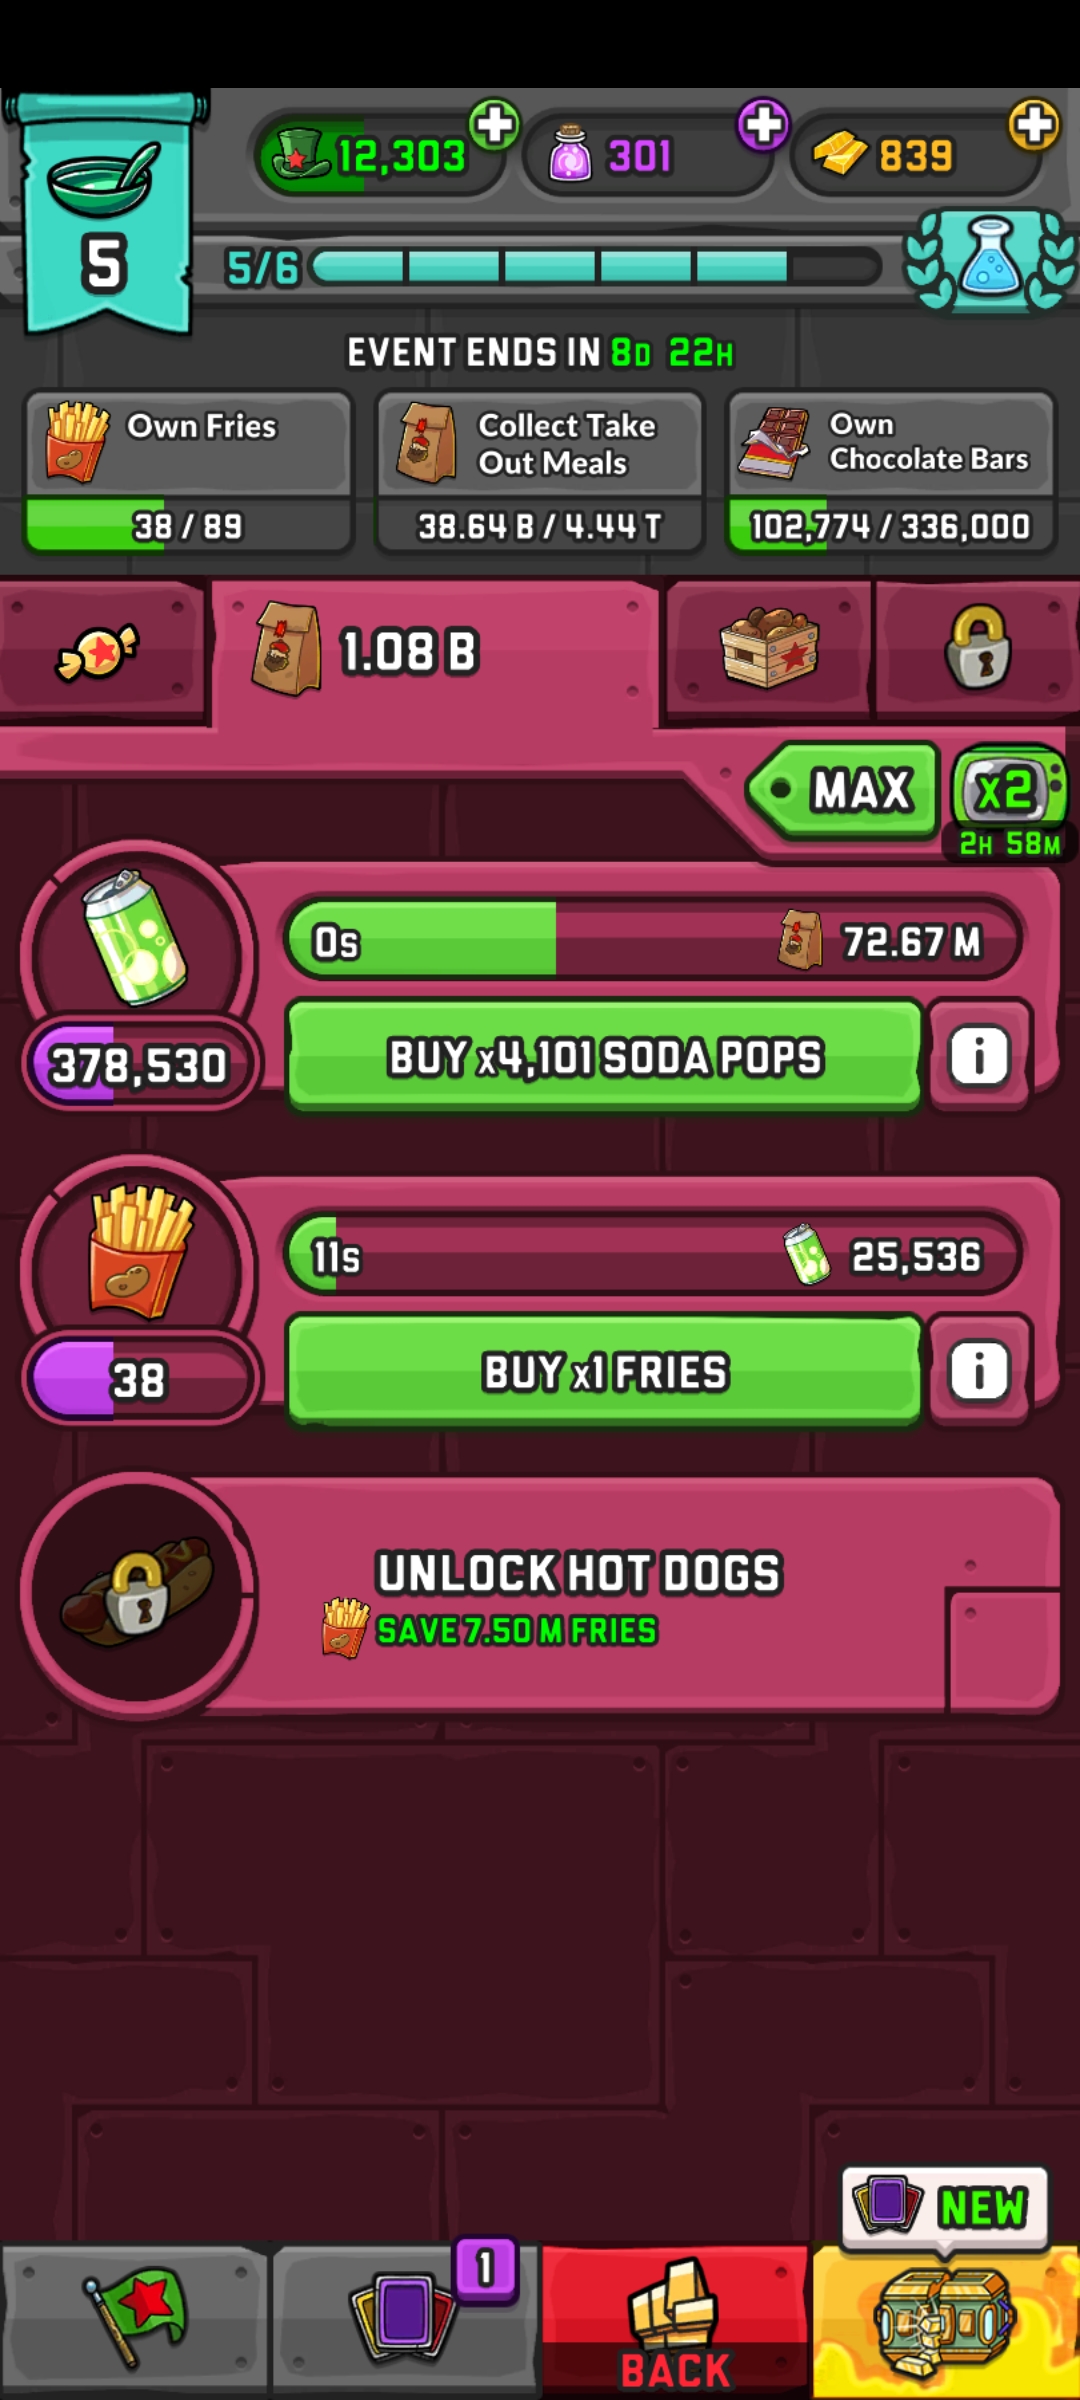 12,303
301
839
5
5/6
EVENT ENDS IN 8D 22H
Own Fries
38 / 89
Collect Take
Out Meals
38.64 B / 4.44 T
Own
Chocolate Bars
102,774 / 336,000
1.08 B
MAX
x2
2H 58M
0s
72.67 M
378,530
BUY x4,101 SODA POPS
i
11s
25,536
38
BUY x1 FRIES
i
UNLOCK HOT DOGS
SAVE 7.50 M FRIES
NEW
1
BACK